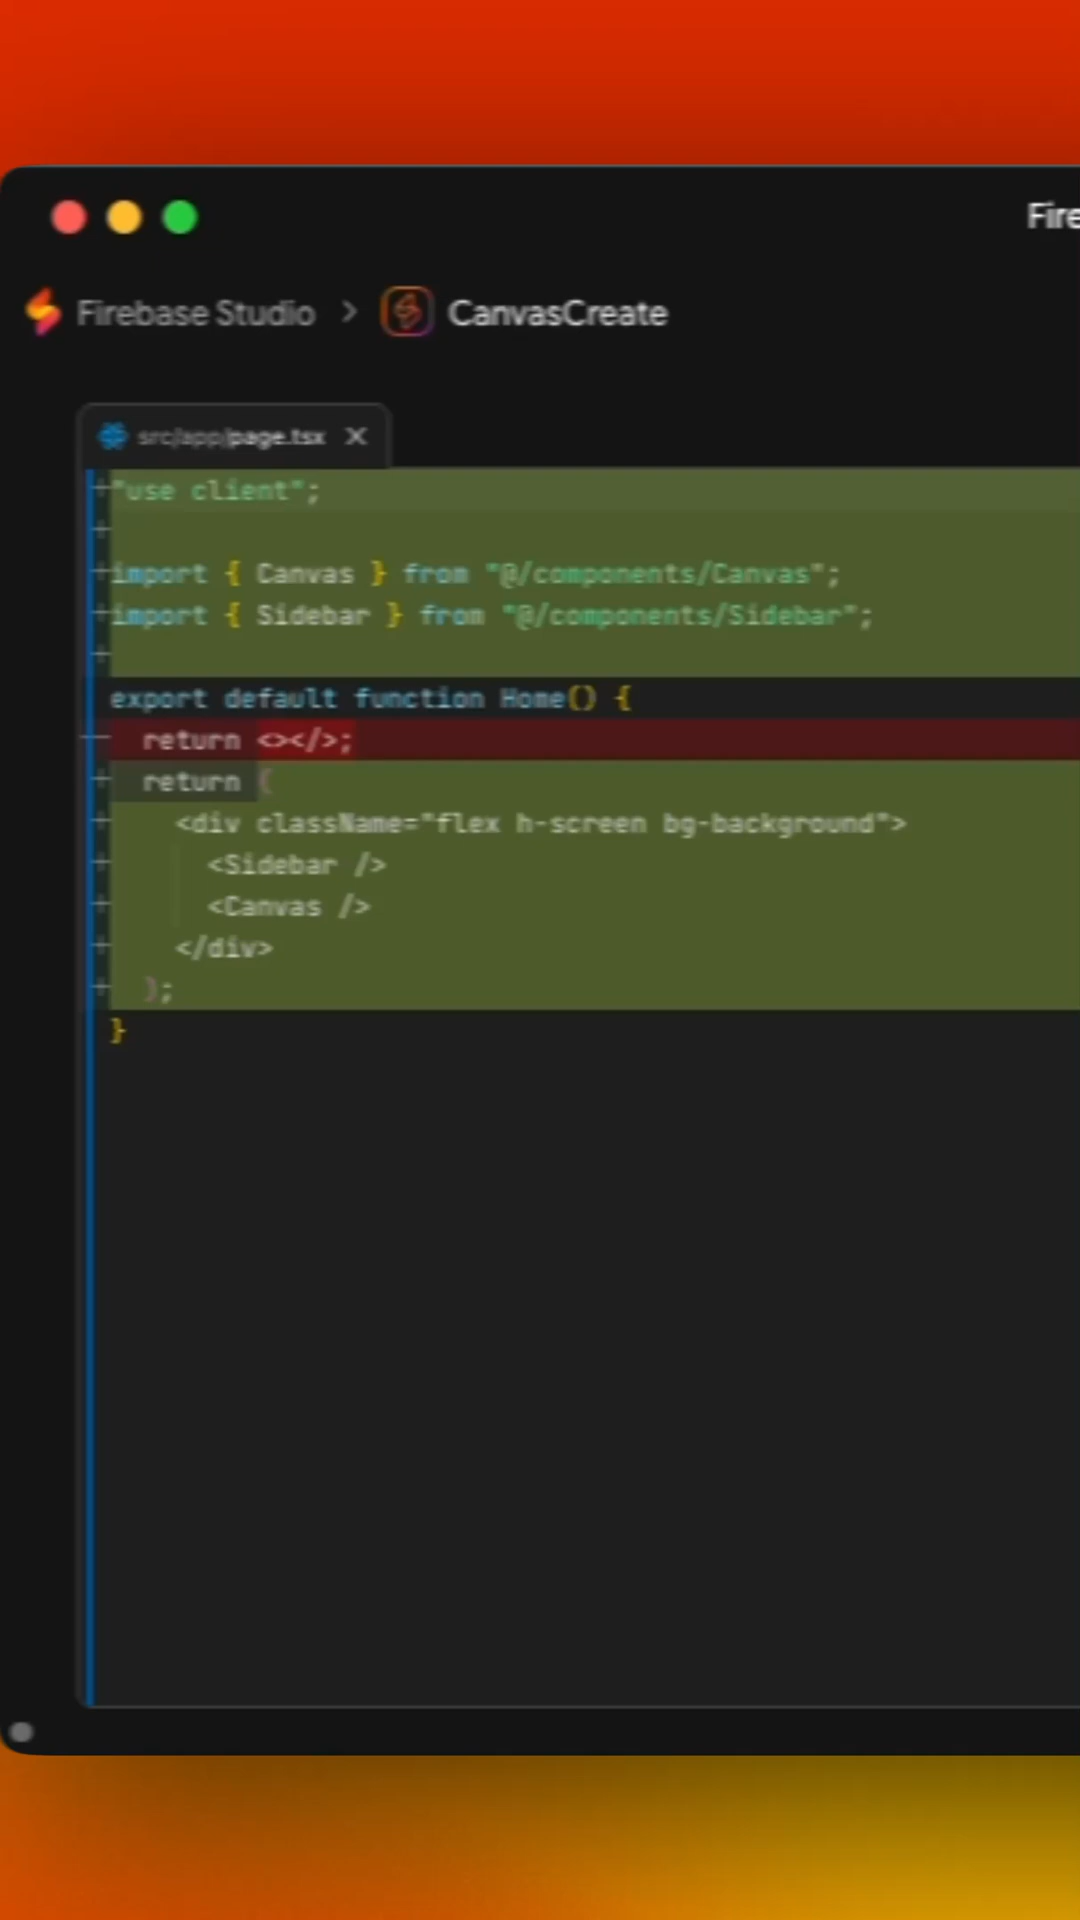 Fire
Firebase Studio > CanvasCreate
src/app/page.tsx ×
+"use client";
+
+import { Canvas } from "@/components/Canvas";
+import { Sidebar } from "@/components/Sidebar";
+
export default function Home() {
— return <></>;
+ return (
+ <div className="flex h-screen bg-background">
+ <Sidebar />
+ <Canvas />
+ </div>
+ );
}